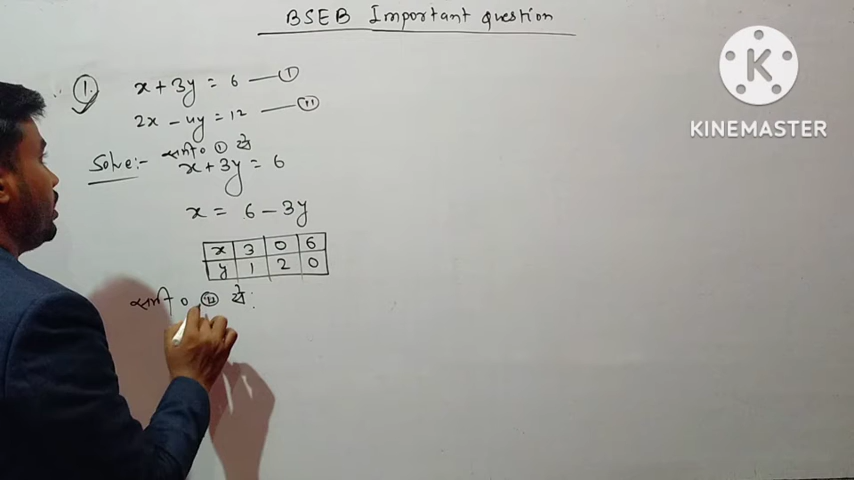 BSEB Important question
K
KINEMASTER
1. x + 3y = 6 — I
2x - 4y = 12 — II
Solve:- समी० I से
x + 3y = 6
x = 6 - 3y
x 3 0 6
y 1 2 0
समी० II से: